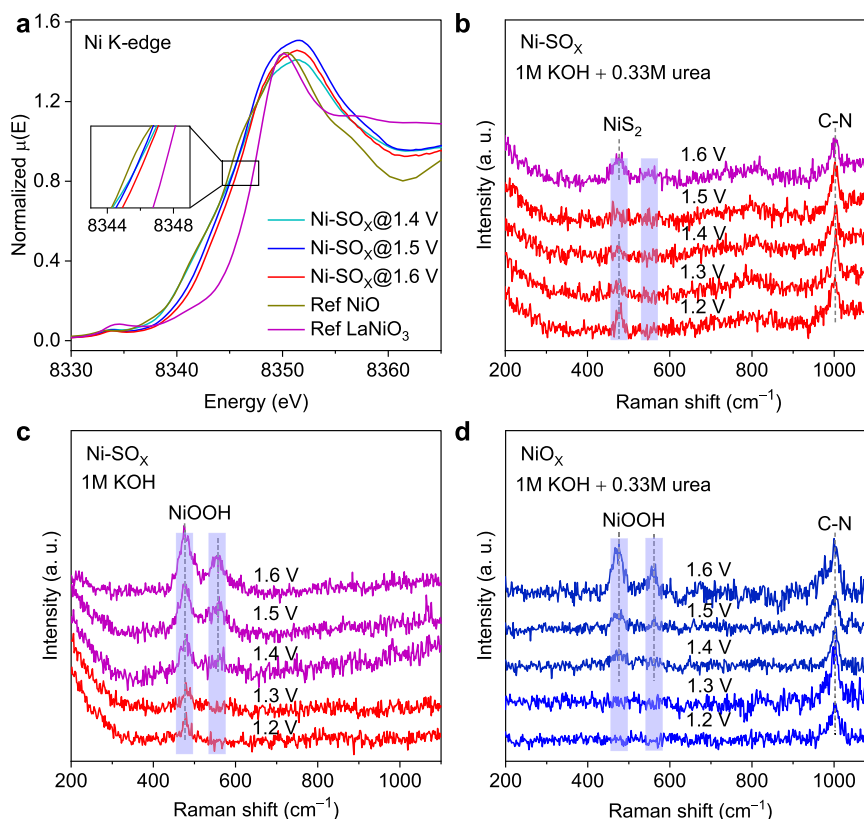 a
Ni K-edge
1.6
1.2
0.8
0.4
0.0
Normalized μ(E)
8344 8348
Ni-SOX@1.4 V
Ni-SOX@1.5 V
Ni-SOX@1.6 V
Ref NiO
Ref LaNiO3
8330 8340 8350 8360
Energy (eV)
b
Ni-SOX
1M KOH + 0.33M urea
NiS2
C-N
1.6 V
1.5 V
1.4 V
1.3 V
1.2 V
Intensity (a. u.)
200 400 600 800 1000
Raman shift (cm−1)
c
Ni-SOX
1M KOH
NiOOH
1.6 V
1.5 V
1.4 V
1.3 V
1.2 V
Intensity (a. u.)
200 400 600 800 1000
Raman shift (cm−1)
d
NiOX
1M KOH + 0.33M urea
NiOOH
C-N
1.6 V
1.5 V
1.4 V
1.3 V
1.2 V
Intensity (a. u.)
200 400 600 800 1000
Raman shift (cm−1)